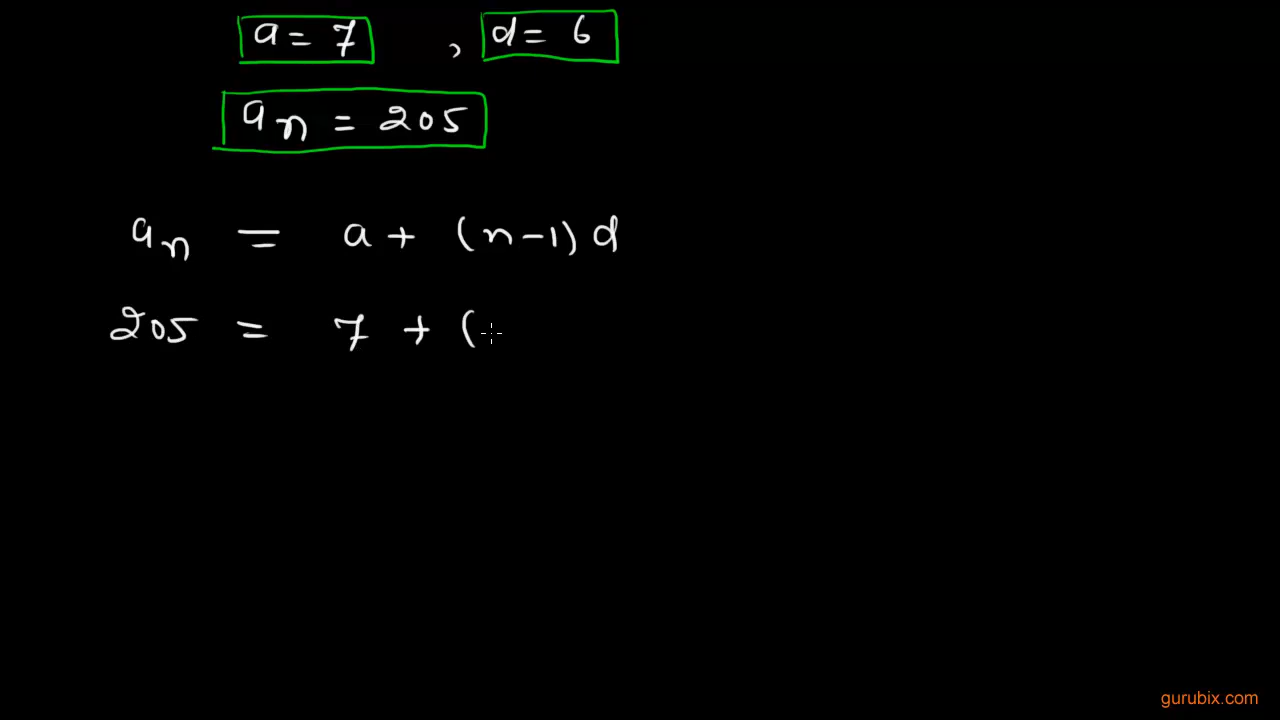 a = 7 , d = 6
an = 205
an = a + (n-1) d
205 = 7 + (
gurubix.com